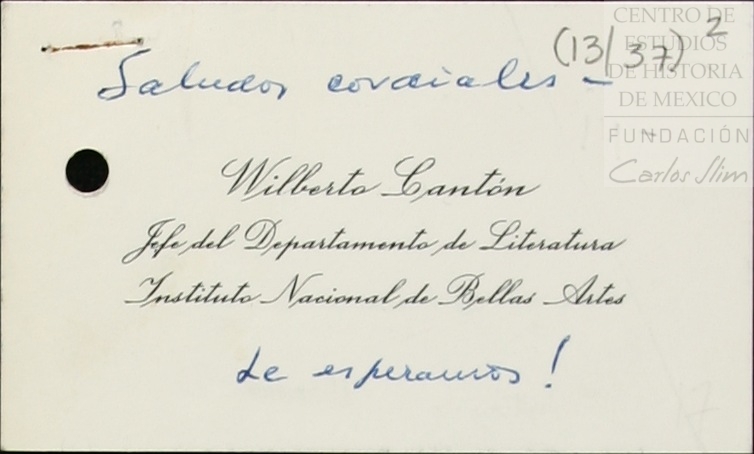 (13/37) 2
Saludos cordiales –
Wilberto Cantón
Jefe del Departamento de Literatura
Instituto Nacional de Bellas Artes
Le esperamos!
17
CENTRO DE
ESTUDIOS
DE HISTORIA
DE MEXICO
FUNDACIÓN
Carlos Slim